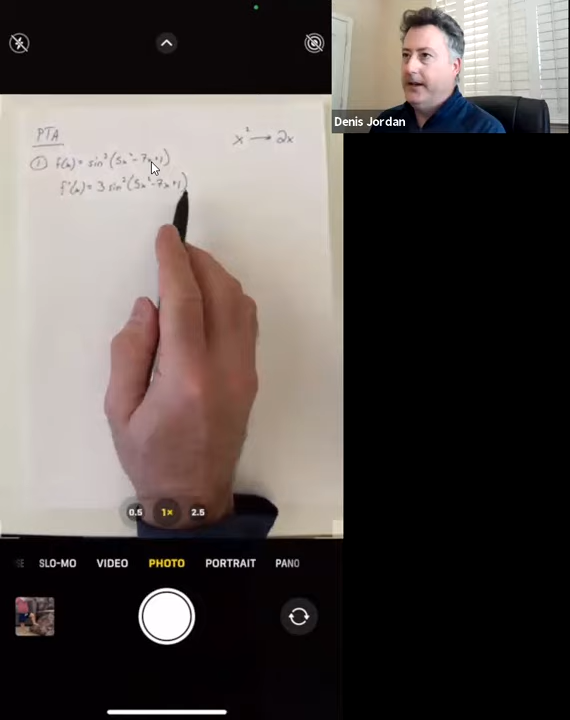 Denis Jordan
PTA
x² → 2x
① f(x) = sin³(5x²-7x+1)
f'(x) = 3 sin²(5x²-7x+1)
0.5 1× 2.5
SLO-MO VIDEO PHOTO PORTRAIT PANO